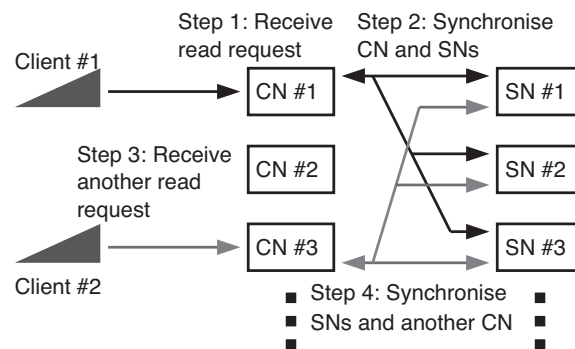 Step 1: Receive
read request
Step 2: Synchronise
CN and SNs
Client #1
CN #1
SN #1
Step 3: Receive
another read
request
CN #2
SN #2
CN #3
SN #3
Client #2
Step 4: Synchronise
SNs and another CN